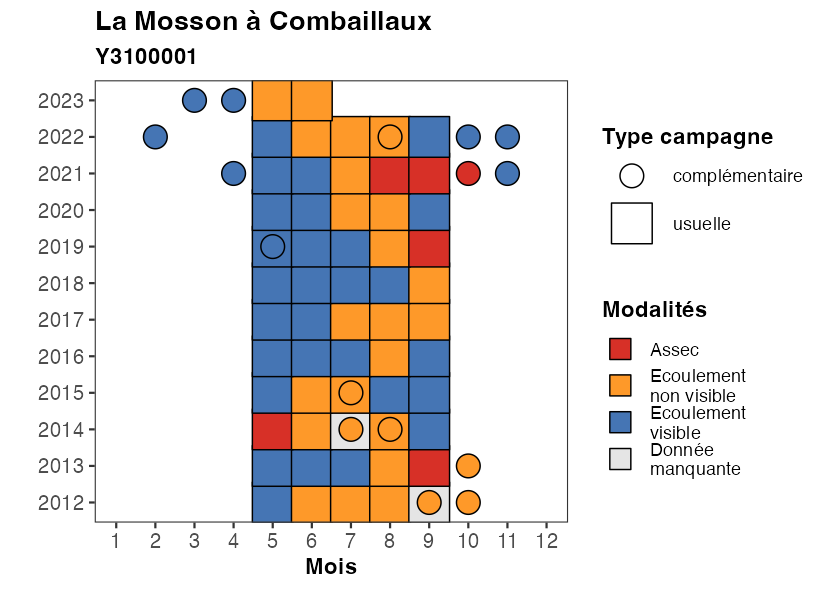 La Mosson à Combaillaux
Y3100001
2023
2022
2021
2020
2019
2018
2017
2016
2015
2014
2013
2012
1 2 3 4 5 6 7 8 9 10 11 12
Mois
Type campagne
complémentaire
usuelle
Modalités
Assec
Ecoulement
non visible
Ecoulement
visible
Donnée
manquante